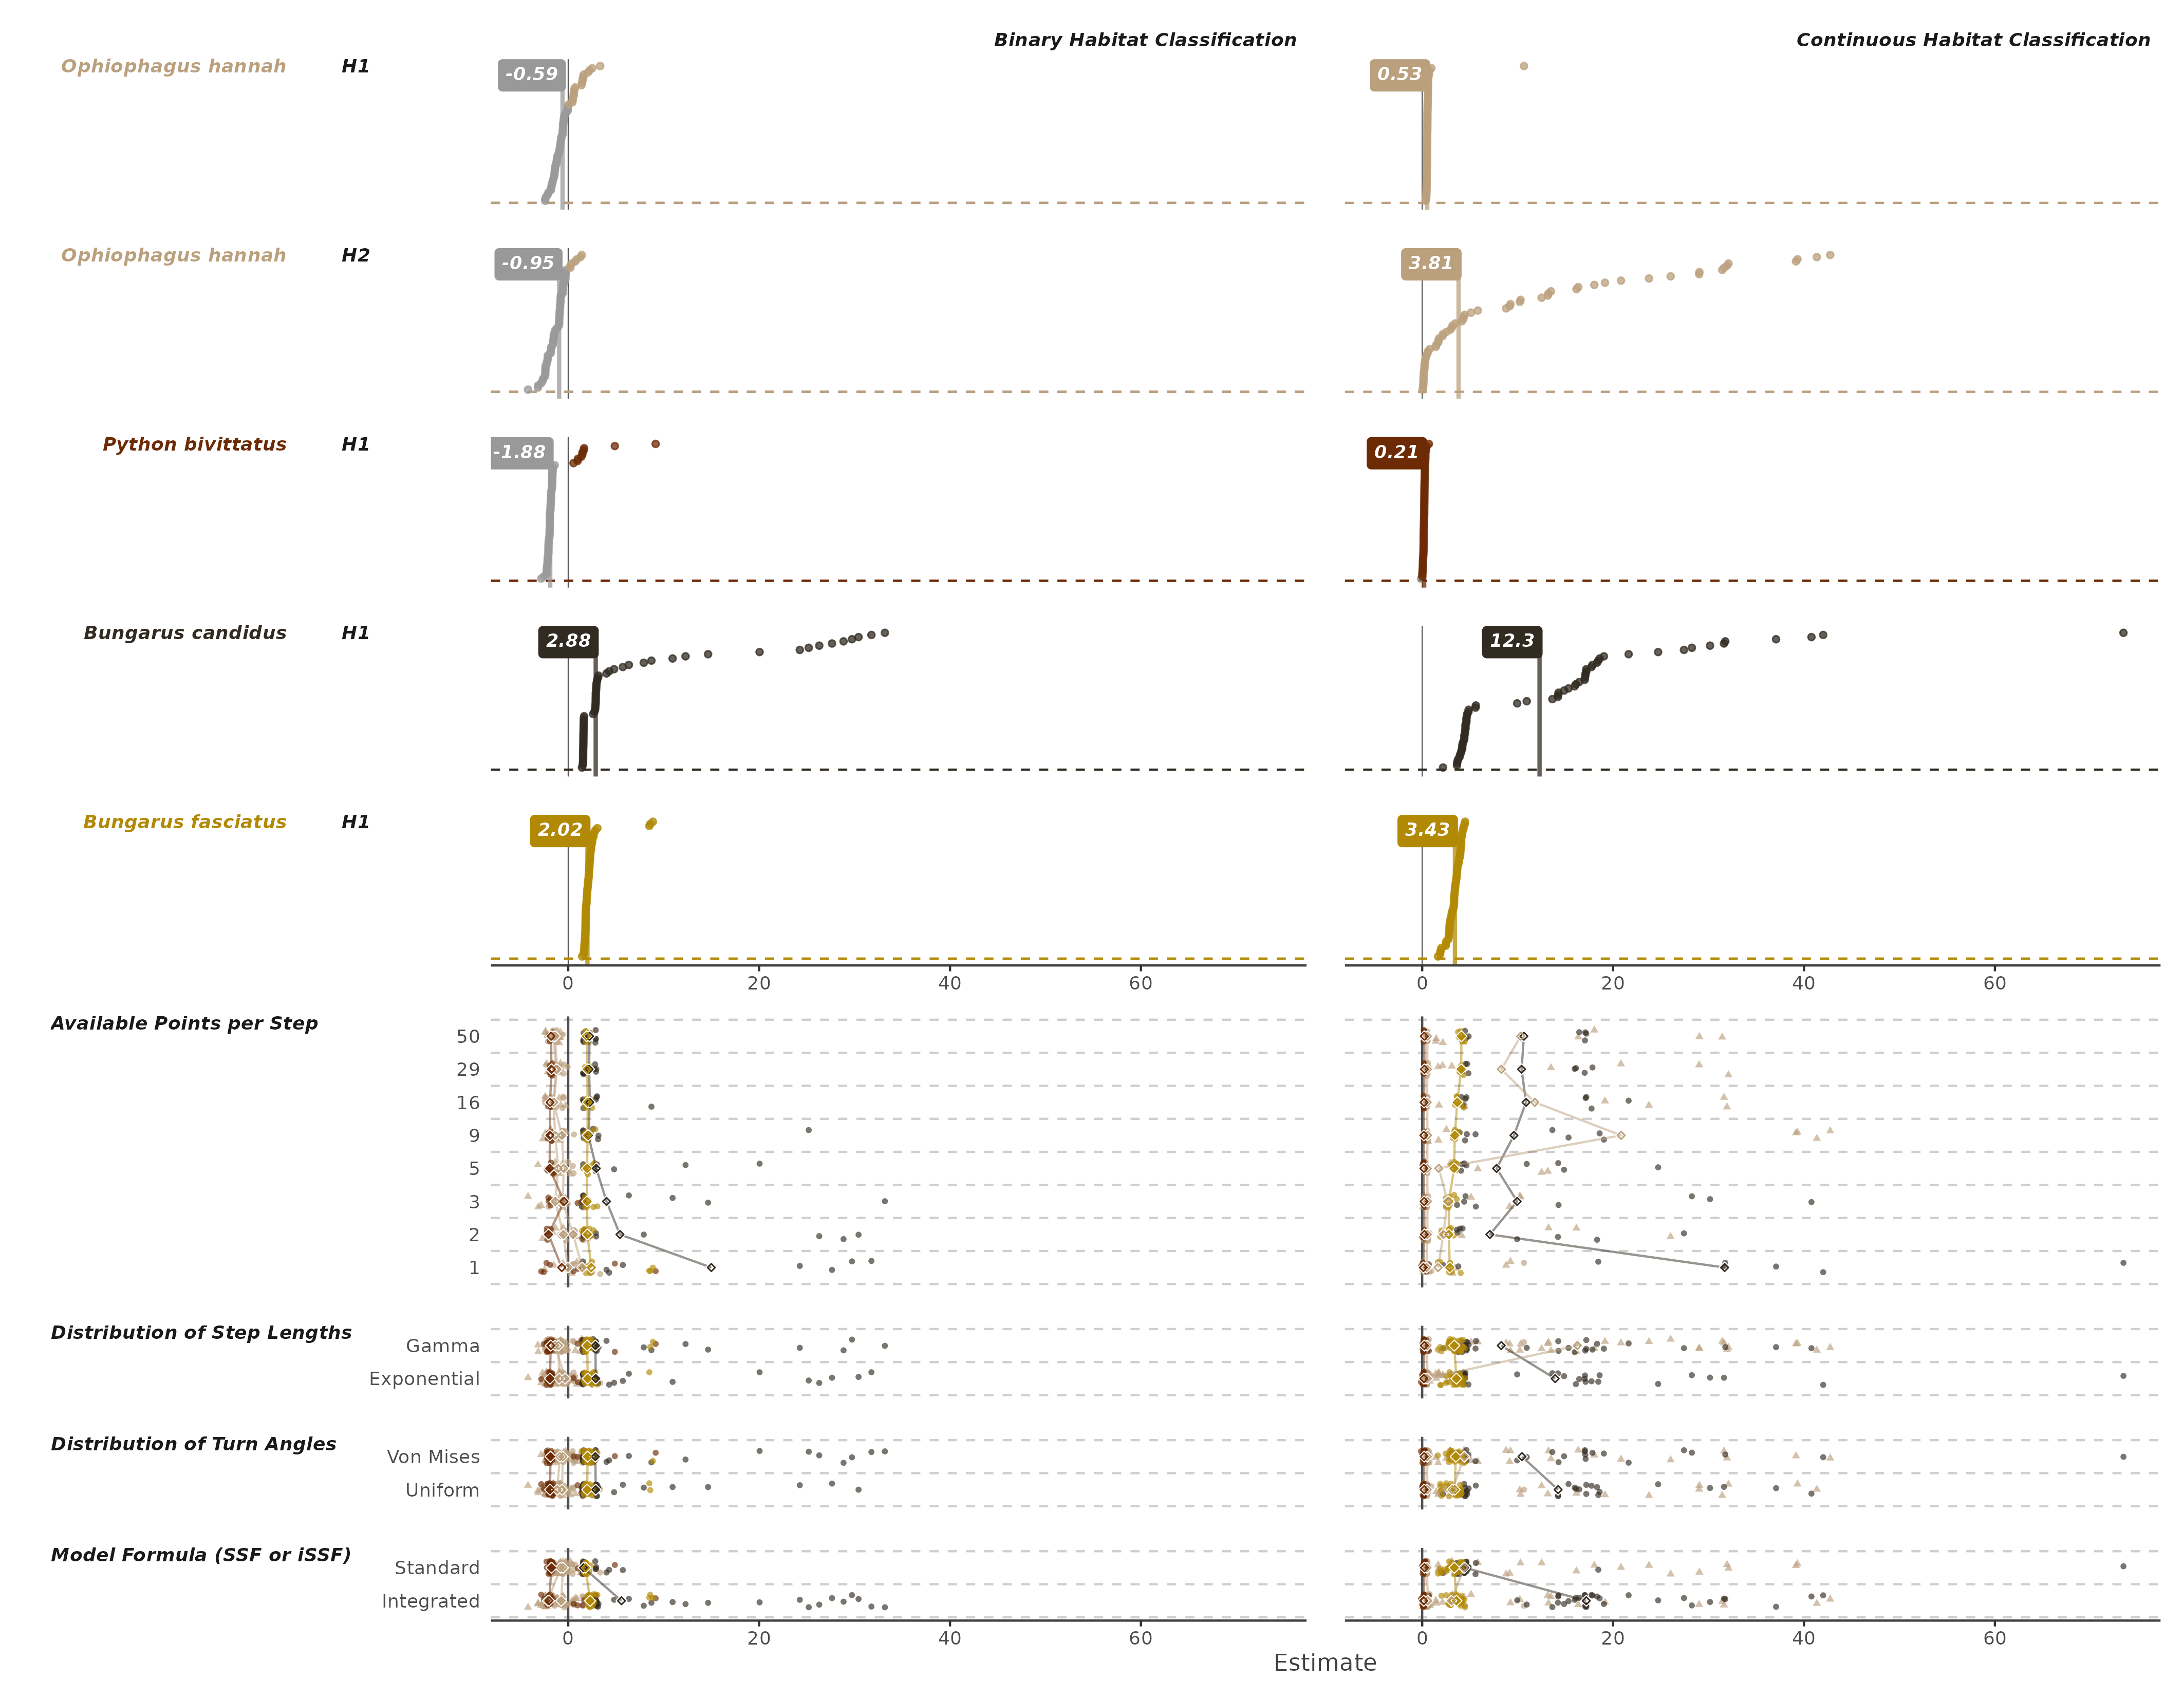 Binary Habitat Classification
Continuous Habitat Classification
Ophiophagus hannah H1 -0.59 0.53
Ophiophagus hannah H2 -0.95 3.81
Python bivittatus H1 -1.88 0.21
Bungarus candidus H1 2.88 12.3
Bungarus fasciatus H1 2.02 3.43
0 20 40 60 0 20 40 60
Available Points per Step
50
29
16
9
5
3
2
1
Distribution of Step Lengths
Gamma
Exponential
Distribution of Turn Angles
Von Mises
Uniform
Model Formula (SSF or iSSF)
Standard
Integrated
0 20 40 60 0 20 40 60
Estimate